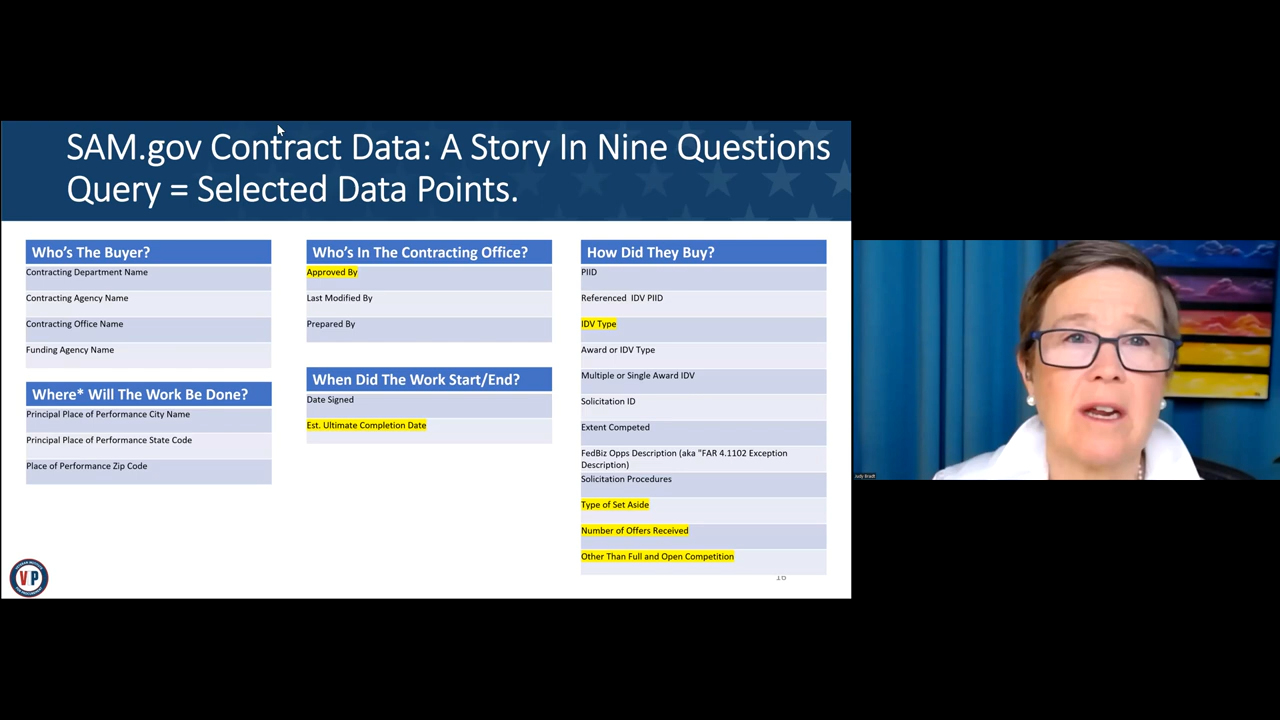 SAM.gov Contract Data: A Story In Nine Questions
Query = Selected Data Points.
Who's The Buyer?
Contracting Department Name
Contracting Agency Name
Contracting Office Name
Funding Agency Name
Where* Will The Work Be Done?
Principal Place of Performance City Name
Principal Place of Performance State Code
Place of Performance Zip Code
Who's In The Contracting Office?
Approved By
Last Modified By
Prepared By
When Did The Work Start/End?
Date Signed
Est. Ultimate Completion Date
How Did They Buy?
PIID
Referenced IDV PIID
IDV Type
Award or IDV Type
Multiple or Single Award IDV
Solicitation ID
Extent Competed
FedBiz Opps Description (aka "FAR 4.1102 Exception
Description)
Solicitation Procedures
Type of Set Aside
Number of Offers Received
Other Than Full and Open Competition
VP
Judy Bradt